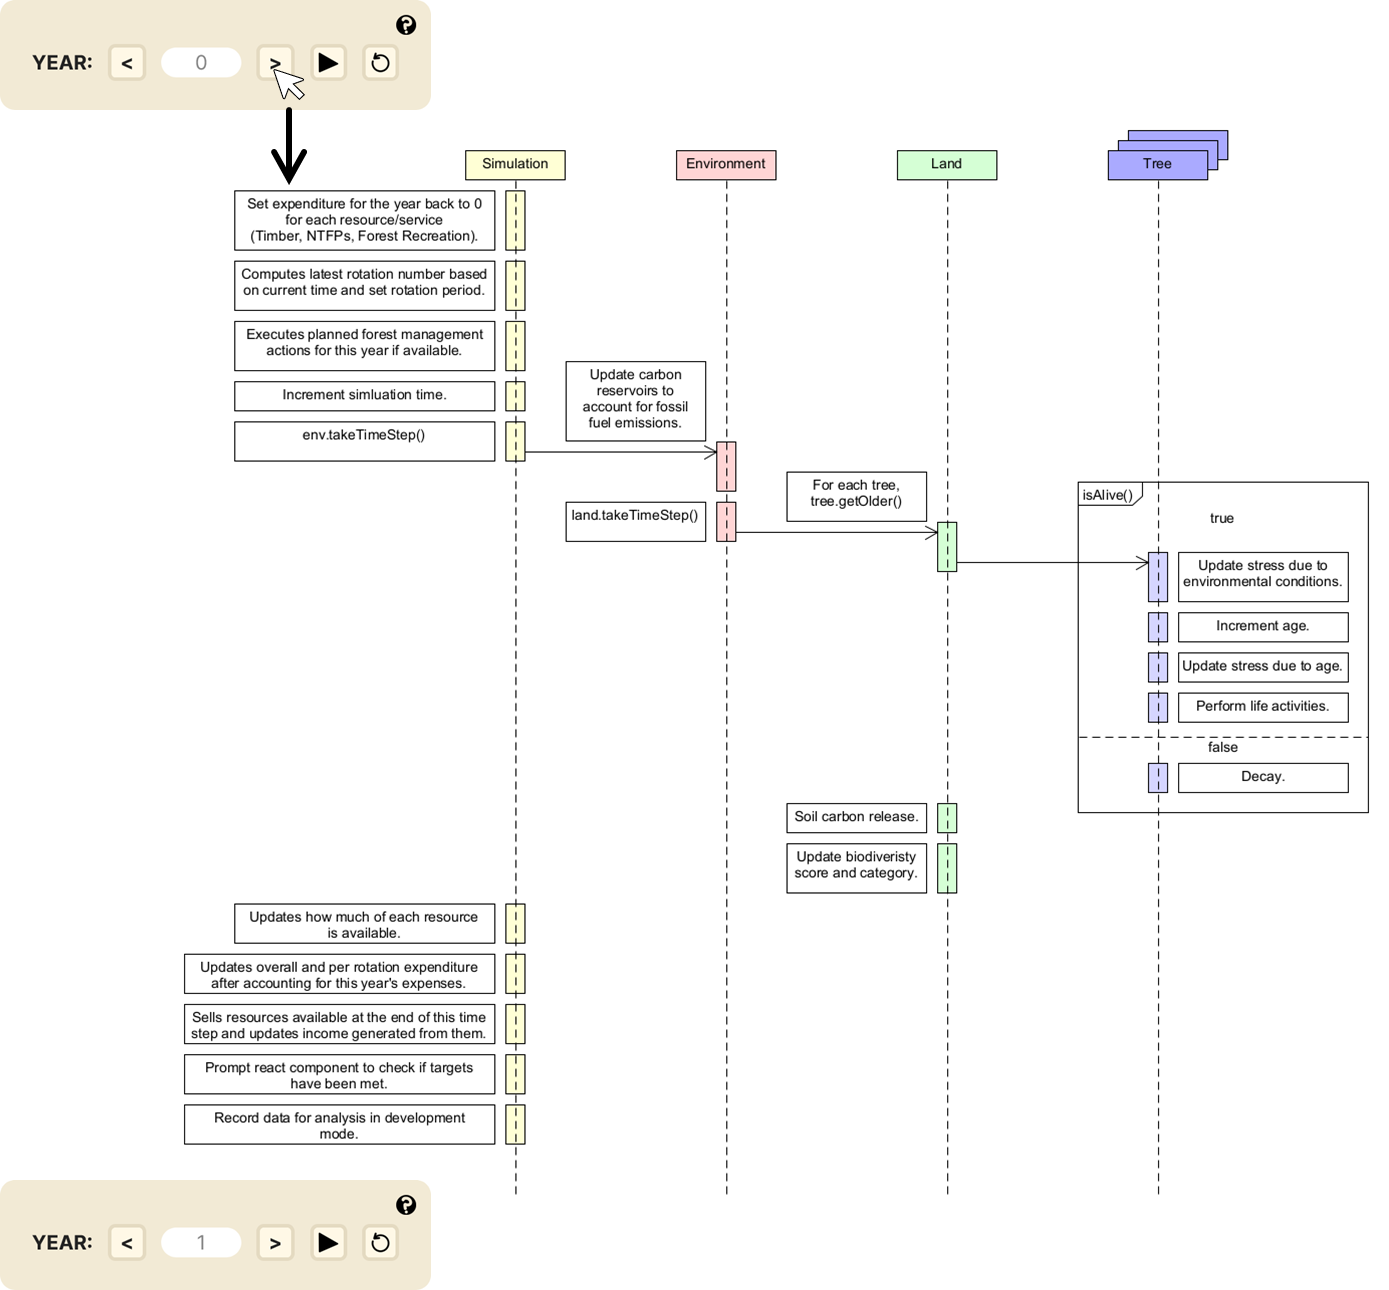 ?
YEAR: < 0 > ▶
Simulation
Environment
Land
Tree
Set expenditure for the year back to 0
for each resource/service
(Timber, NTFPs, Forest Recreation).
Computes latest rotation number based
on current time and set rotation period.
Executes planned forest management
actions for this year if available.
Increment simluation time.
env.takeTimeStep()
Update carbon
reservoirs to
account for fossil
fuel emissions.
land.takeTimeStep()
For each tree,
tree.getOlder()
isAlive()
true
Update stress due to
environmental conditions.
Increment age.
Update stress due to age.
Perform life activities.
false
Decay.
Soil carbon release.
Update biodiveristy
score and category.
Updates how much of each resource
is available.
Updates overall and per rotation expenditure
after accounting for this year's expenses.
Sells resources available at the end of this time
step and updates income generated from them.
Prompt react component to check if targets
have been met.
Record data for analysis in development
mode.
?
YEAR: < 1 > ▶